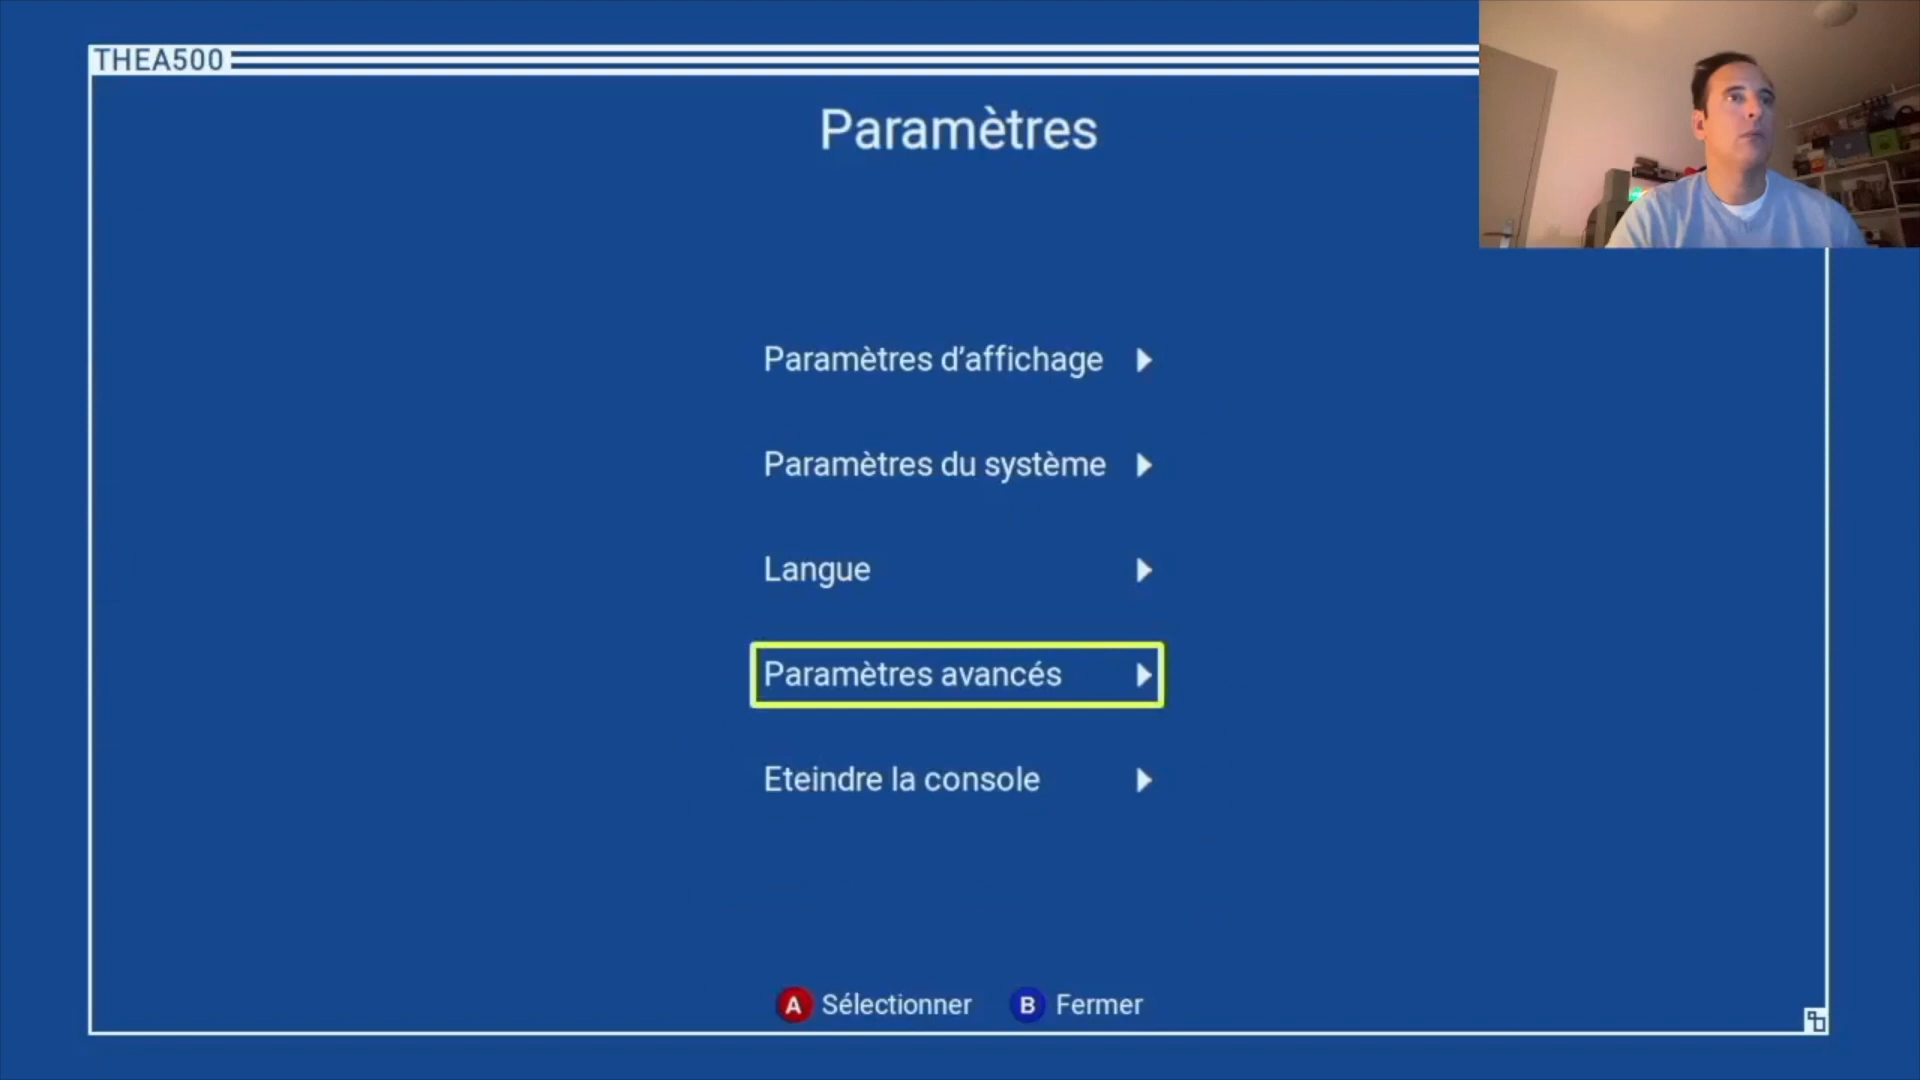 THEA500
Paramètres
Paramètres d’affichage
Paramètres du système
Langue
Paramètres avancés
Eteindre la console
A Sélectionner B Fermer